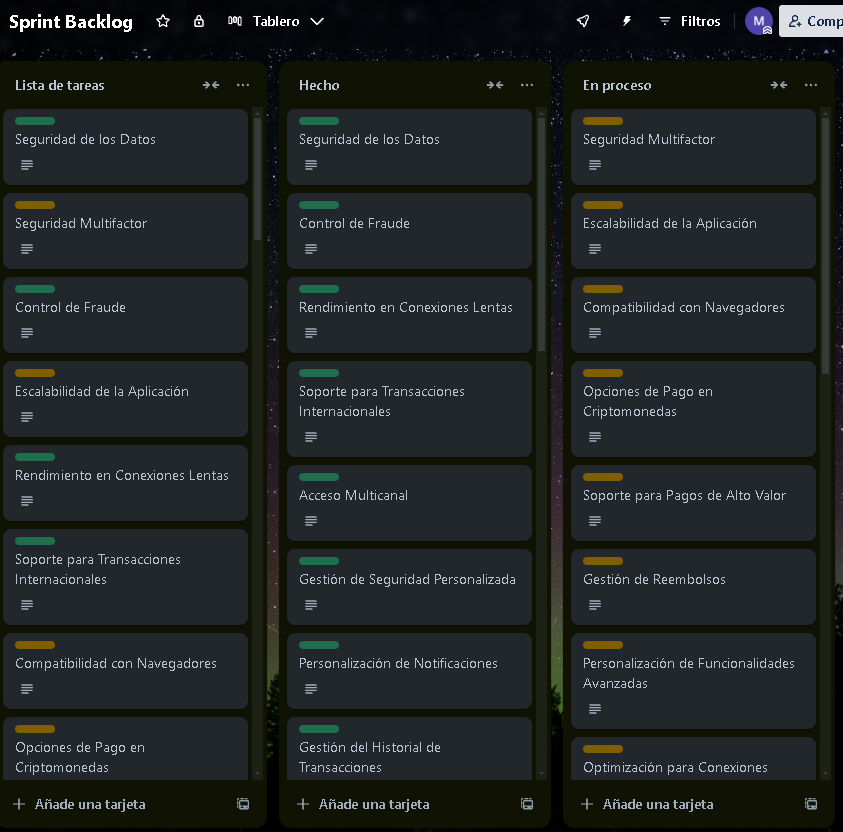 Sprint Backlog
Tablero
Filtros
M
Comp
Lista de tareas
Seguridad de los Datos
Seguridad Multifactor
Control de Fraude
Escalabilidad de la Aplicación
Rendimiento en Conexiones Lentas
Soporte para Transacciones
Internacionales
Compatibilidad con Navegadores
Opciones de Pago en
Criptomonedas
Añade una tarjeta
Hecho
Seguridad de los Datos
Control de Fraude
Rendimiento en Conexiones Lentas
Soporte para Transacciones
Internacionales
Acceso Multicanal
Gestión de Seguridad Personalizada
Personalización de Notificaciones
Gestión del Historial de
Transacciones
Añade una tarjeta
En proceso
Seguridad Multifactor
Escalabilidad de la Aplicación
Compatibilidad con Navegadores
Opciones de Pago en
Criptomonedas
Soporte para Pagos de Alto Valor
Gestión de Reembolsos
Personalización de Funcionalidades
Avanzadas
Optimización para Conexiones
Añade una tarjeta